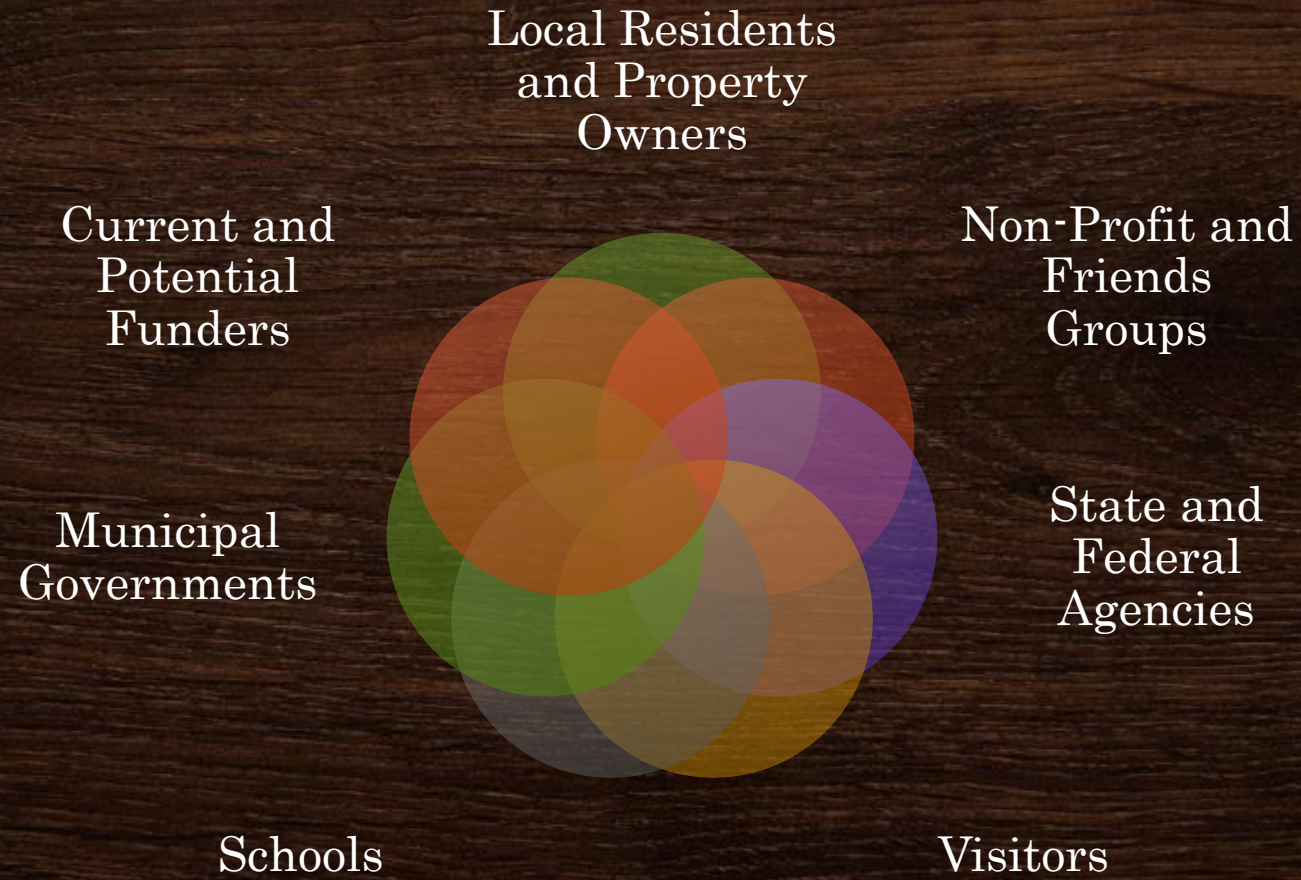 Local Residents
and Property
Owners
Current and
Potential
Funders
Non-Profit and
Friends
Groups
Municipal
Governments
State and
Federal
Agencies
Schools
Visitors